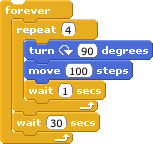 forever
repeat 4
turn 90 degrees
move 100 steps
wait 1 secs
wait 30 secs